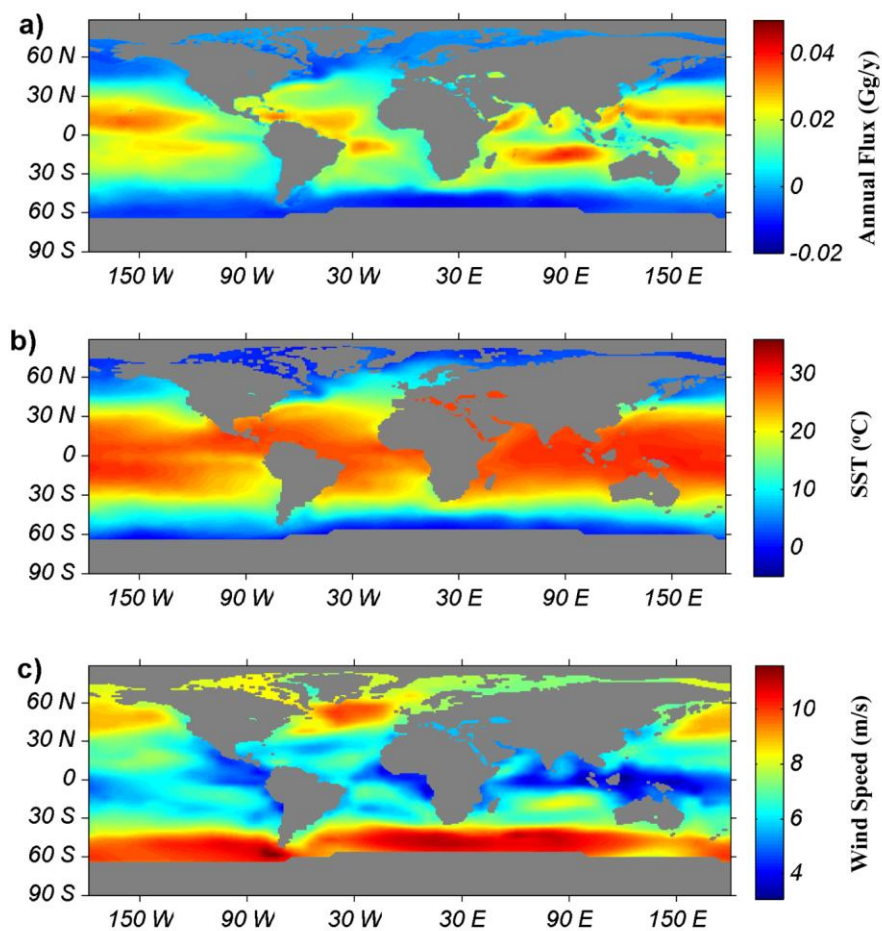 a)
60 N
30 N
0
30 S
60 S
90 S
150 W 90 W 30 W 30 E 90 E 150 E
0.04
0.02
0
-0.02
Annual Flux (Gg/y)
b)
60 N
30 N
0
30 S
60 S
90 S
150 W 90 W 30 W 30 E 90 E 150 E
30
20
10
0
SST (ºC)
c)
60 N
30 N
0
30 S
60 S
90 S
150 W 90 W 30 W 30 E 90 E 150 E
10
8
6
4
Wind Speed (m/s)